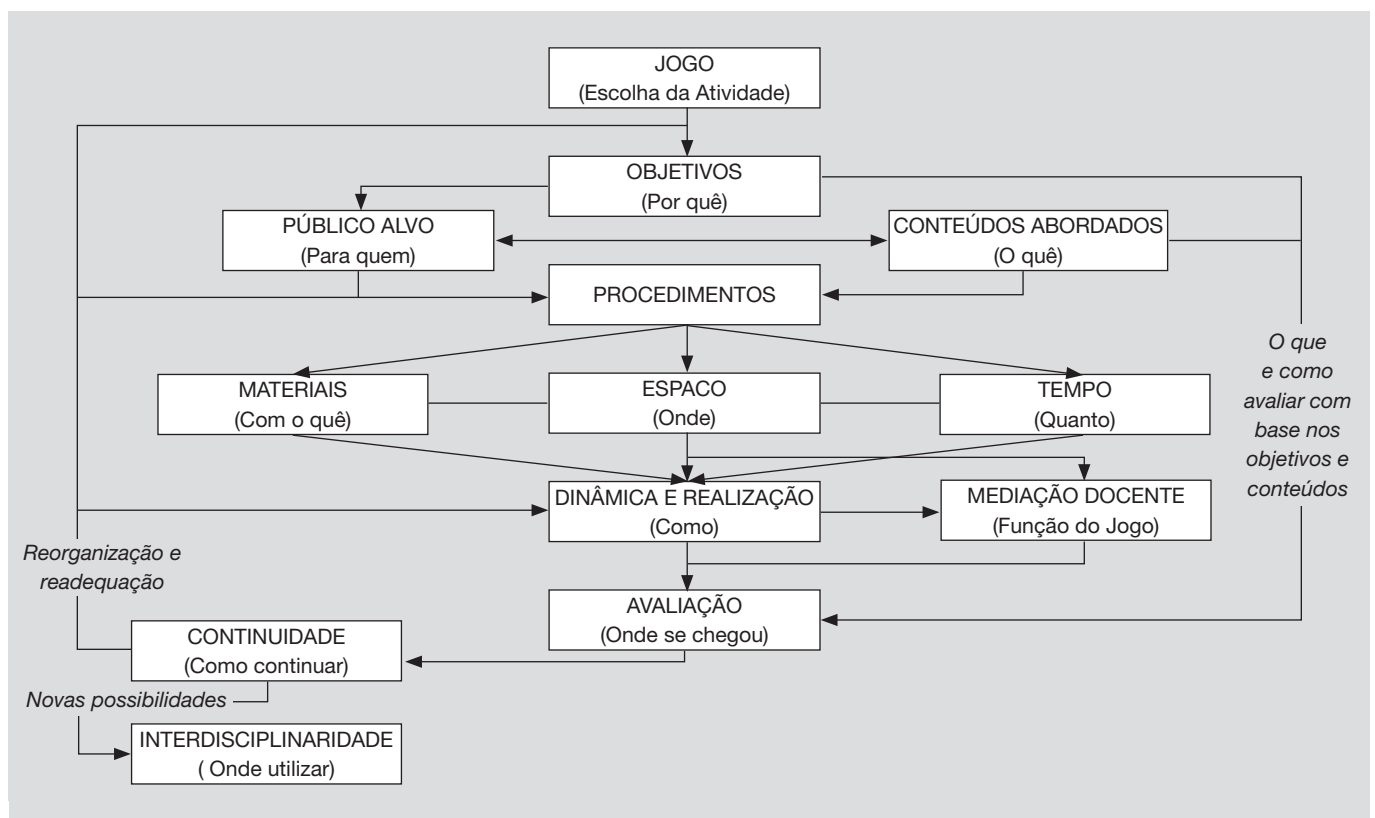 JOGO
(Escolha da Atividade)
OBJETIVOS
(Por quê)
PÚBLICO ALVO
(Para quem)
CONTEÚDOS ABORDADOS
(O quê)
PROCEDIMENTOS
MATERIAIS
(Com o quê)
ESPACO
(Onde)
TEMPO
(Quanto)
O que
e como
avaliar com
base nos
objetivos e
conteúdos
DINÂMICA E REALIZAÇÃO
(Como)
MEDIAÇÃO DOCENTE
(Função do Jogo)
Reorganização e
readequação
AVALIAÇÃO
(Onde se chegou)
CONTINUIDADE
(Como continuar)
Novas possibilidades
INTERDISCIPLINARIDADE
( Onde utilizar)